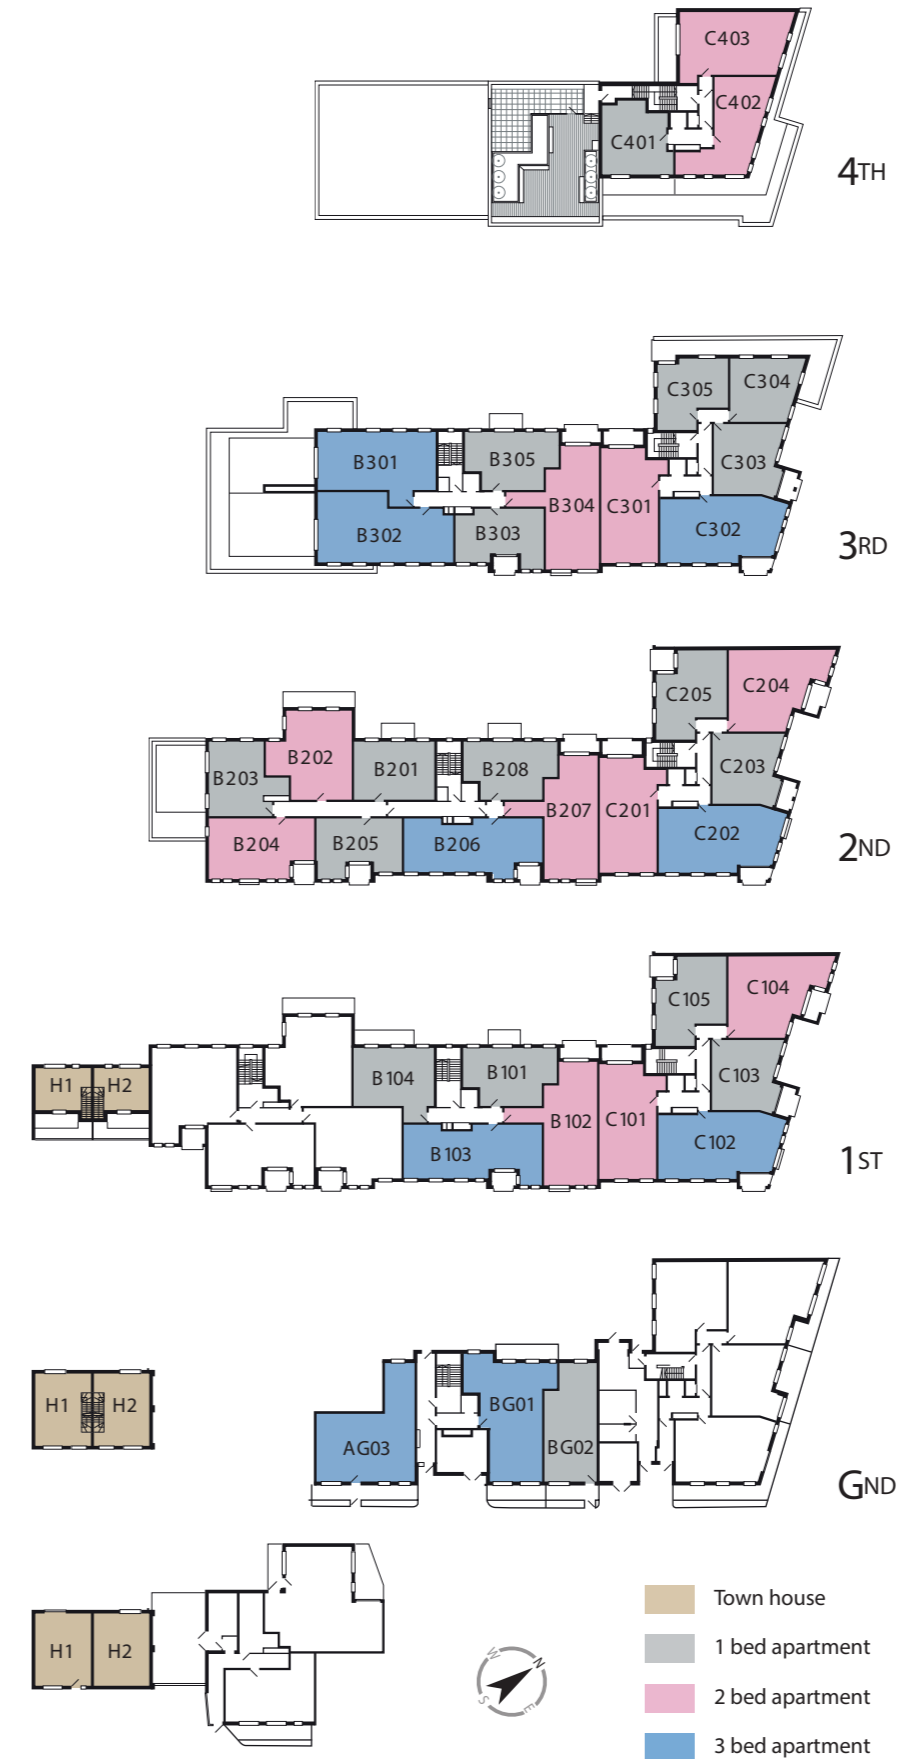 C403
C402
C401
4TH
C305
C304
B301
B305
C303
B304
C301
B302
B303
C302
3RD
C205
C204
B202
B203
B201
B208
C203
B207
C201
B204
B205
B206
C202
2ND
C105
C104
H1
H2
B104
B101
C103
B102
C101
B103
C102
1ST
H1
H2
BG01
AG03
BG02
GND
H1
H2
W
N
S
E
Town house
1 bed apartment
2 bed apartment
3 bed apartment